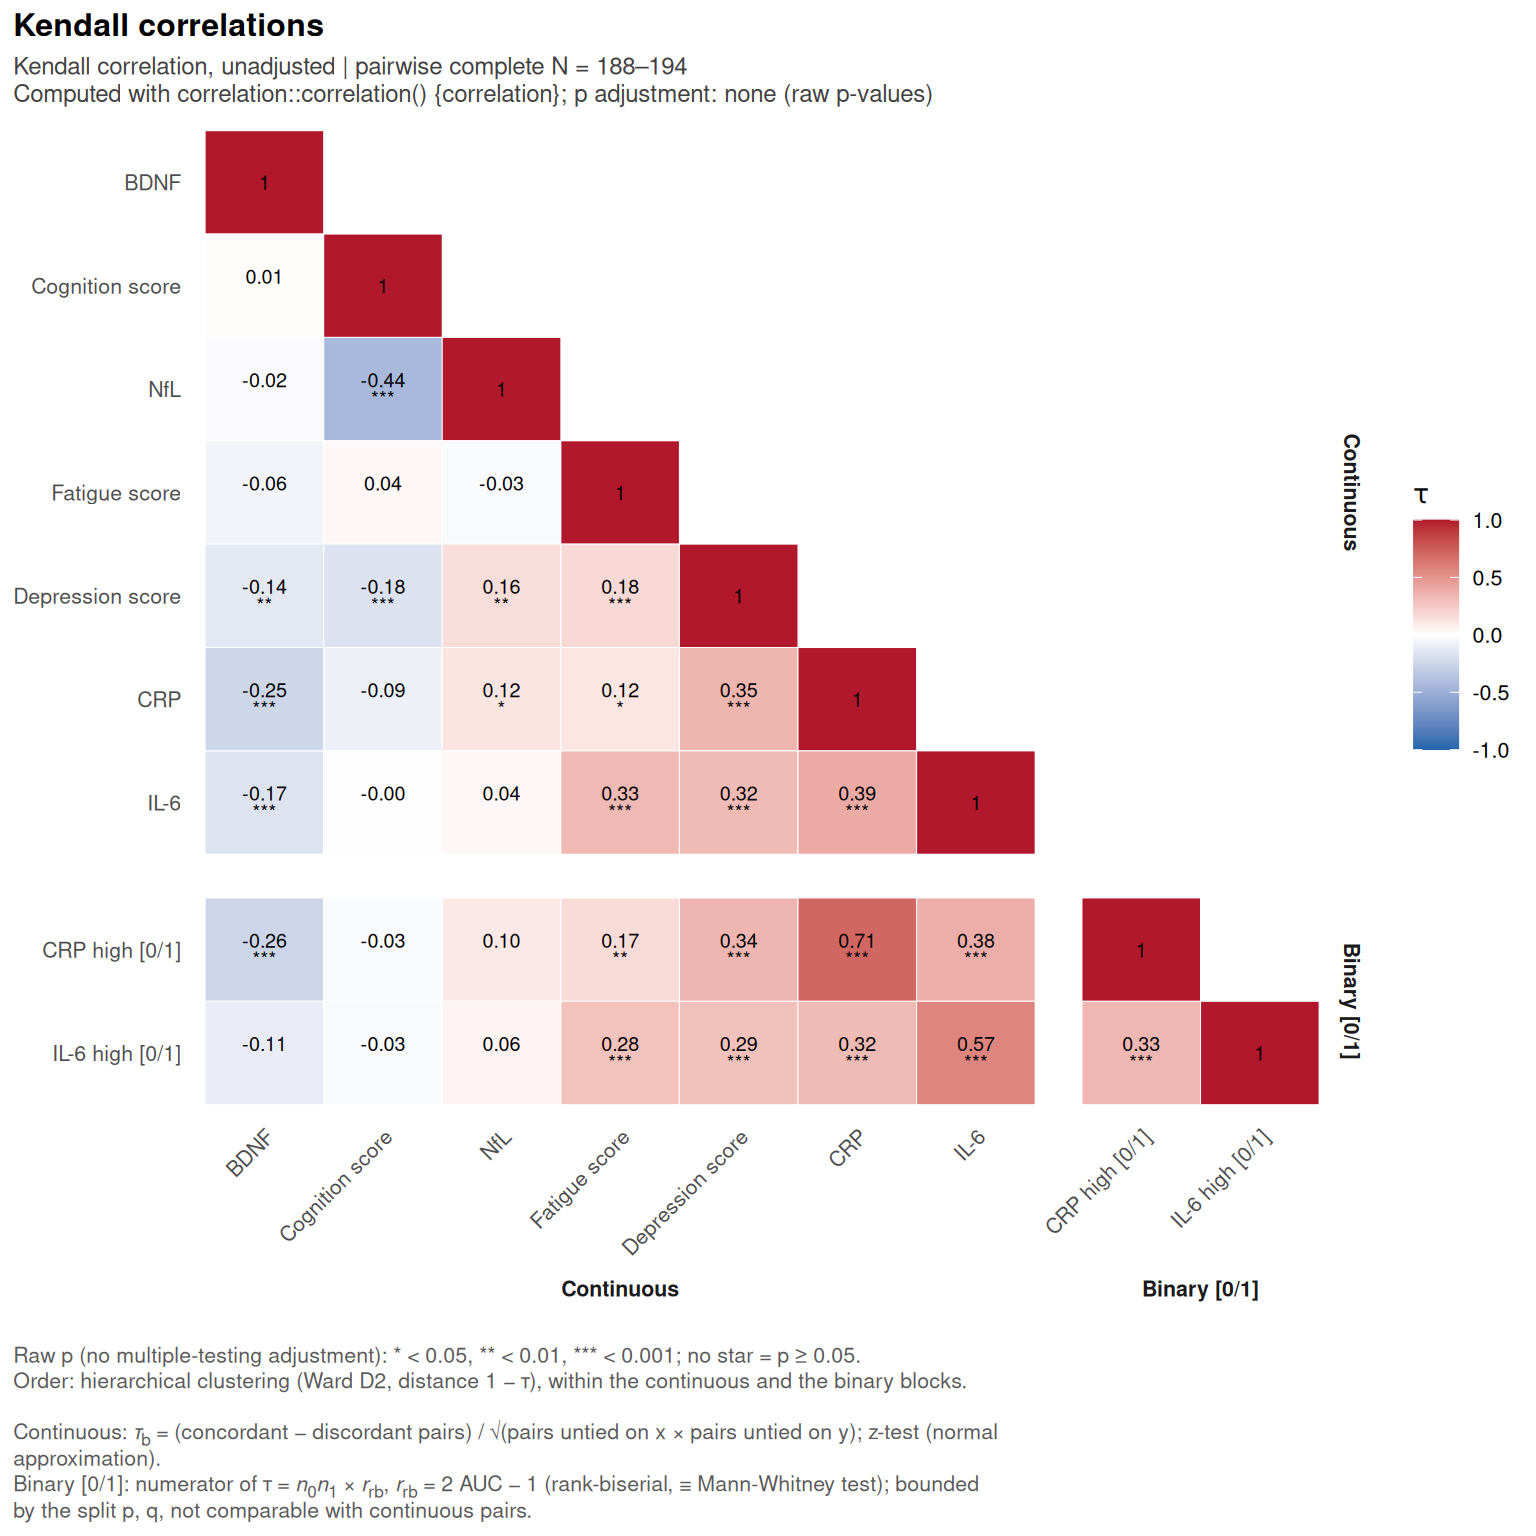 Kendall correlations
Kendall correlation, unadjusted | pairwise complete N = 188–194
Computed with correlation::correlation() {correlation}; p adjustment: none (raw p-values)
BDNF 1
Cognition score 0.01 1
NfL -0.02 -0.44 *** 1
Fatigue score -0.06 0.04 -0.03 1
Depression score -0.14 ** -0.18 *** 0.16 ** 0.18 *** 1
CRP -0.25 *** -0.09 0.12 * 0.12 * 0.35 *** 1
IL-6 -0.17 *** -0.00 0.04 0.33 *** 0.32 *** 0.39 *** 1
Continuous
τ
1.0
0.5
0.0
-0.5
-1.0
CRP high [0/1] -0.26 *** -0.03 0.10 0.17 ** 0.34 *** 0.71 *** 0.38 *** 1
IL-6 high [0/1] -0.11 -0.03 0.06 0.28 *** 0.29 *** 0.32 *** 0.57 *** 0.33 *** 1
Binary [0/1]
BDNF Cognition score NfL Fatigue score Depression score CRP IL-6 CRP high [0/1] IL-6 high [0/1]
Continuous Binary [0/1]
Raw p (no multiple-testing adjustment): * < 0.05, ** < 0.01, *** < 0.001; no star = p ≥ 0.05.
Order: hierarchical clustering (Ward D2, distance 1 − τ), within the continuous and the binary blocks.
Continuous: τb = (concordant − discordant pairs) / √(pairs untied on x × pairs untied on y); z-test (normal
approximation).
Binary [0/1]: numerator of τ = n0n1 × rrb, rrb = 2 AUC − 1 (rank-biserial, ≡ Mann-Whitney test); bounded
by the split p, q, not comparable with continuous pairs.